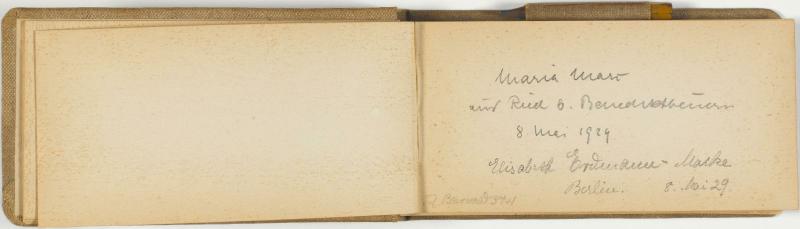 Maria Marc
aus Ried b. Benediktbeuern
8. Mai 1929
Elisabeth Erdmann-Macke
Berlin. 8. Mai 29.